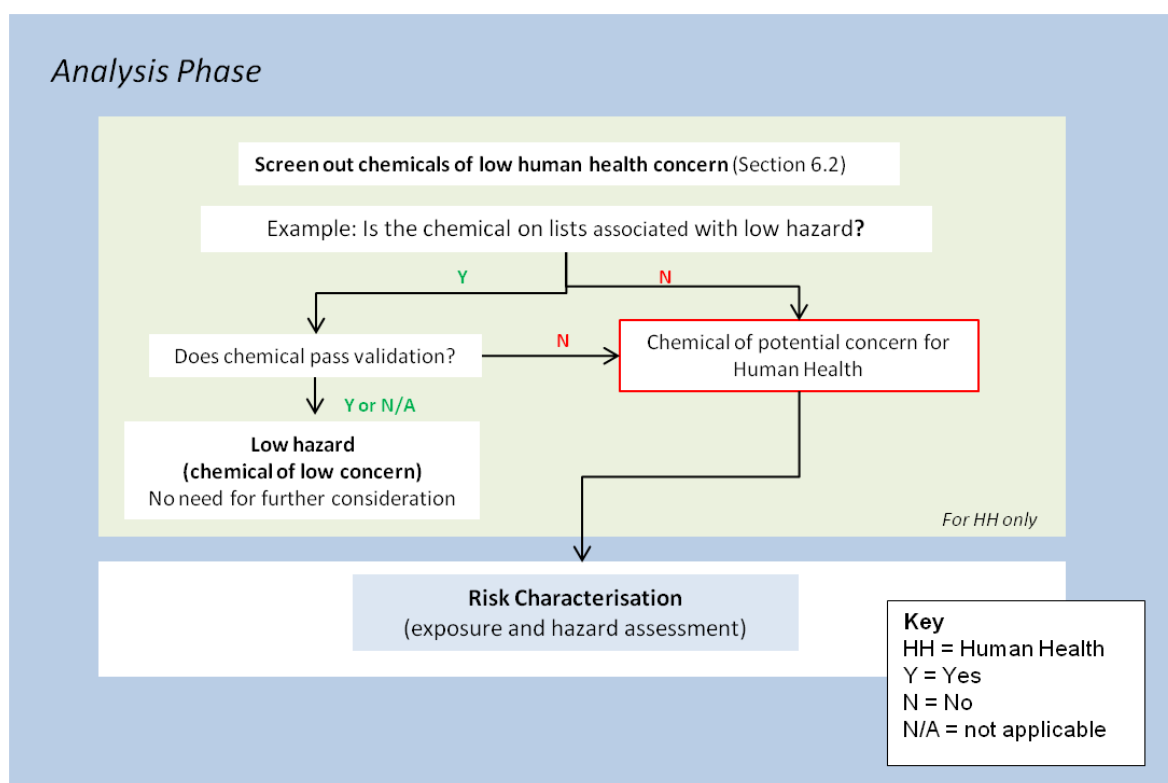 Analysis Phase
Screen out chemicals of low human health concern (Section 6.2)
Example: Is the chemical on lists associated with low hazard?
Y
N
Does chemical pass validation?
N
Chemical of potential concern for
Human Health
Y or N/A
Low hazard
(chemical of low concern)
No need for further consideration
For HH only
Risk Characterisation
(exposure and hazard assessment)
Key
HH = Human Health
Y = Yes
N = No
N/A = not applicable